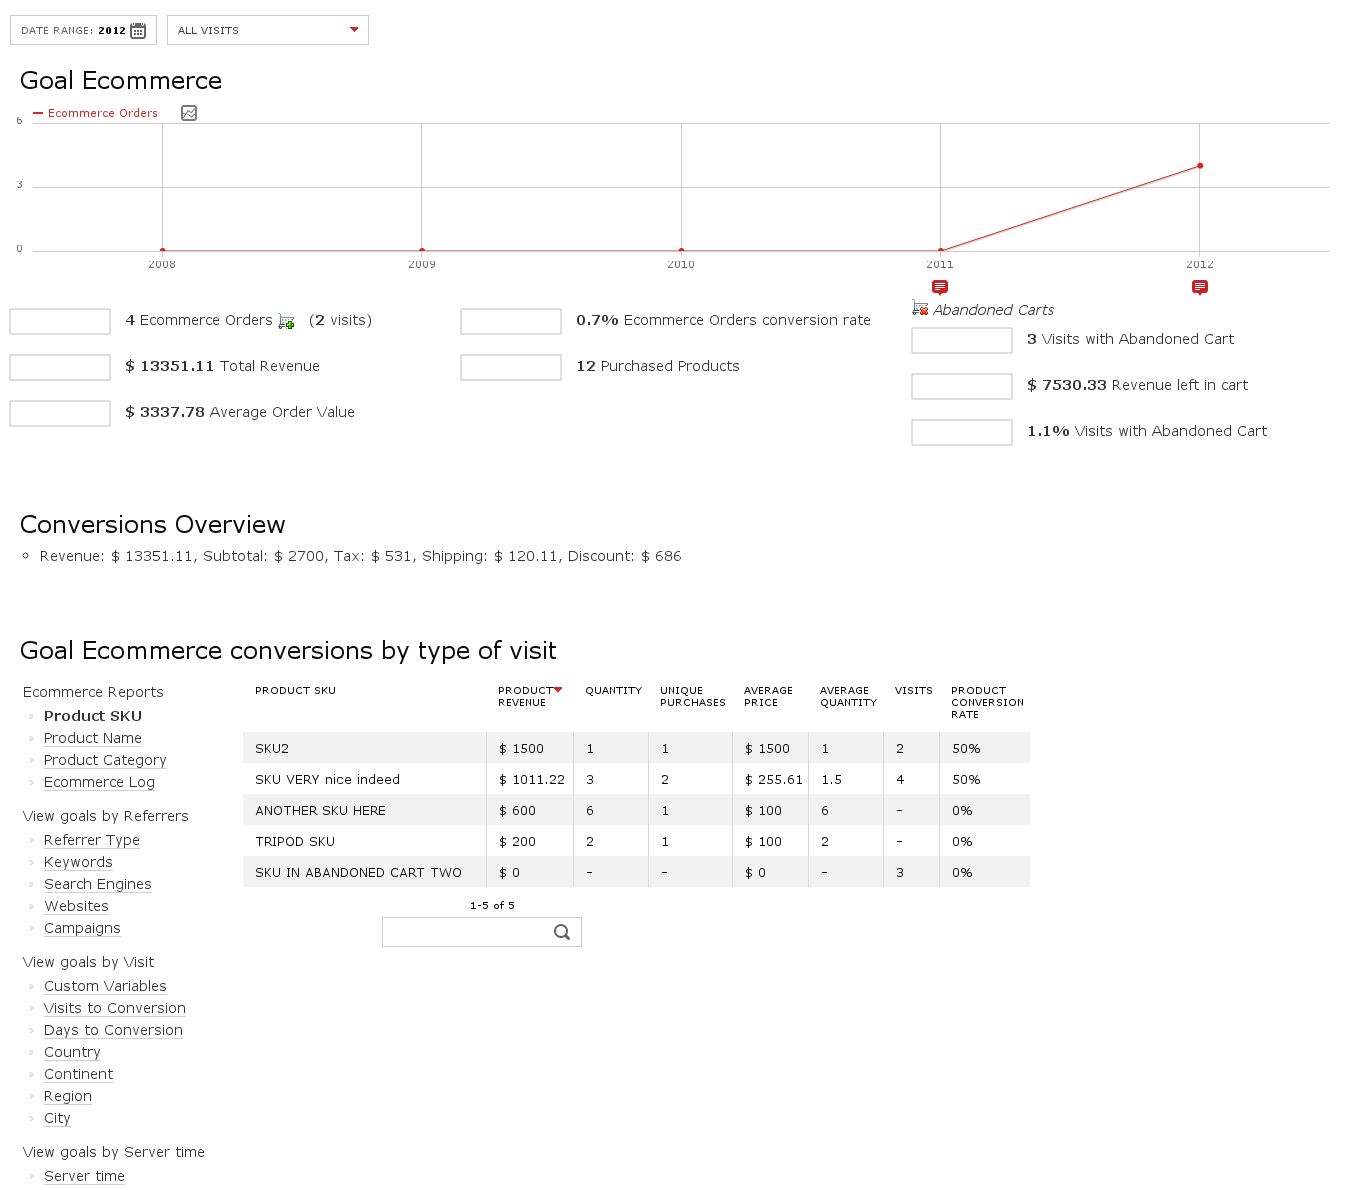 DATE RANGE: 2012
ALL VISITS
Goal Ecommerce
Ecommerce Orders
6
3
0
2008 2009 2010 2011 2012
4 Ecommerce Orders (2 visits)
$ 13351.11 Total Revenue
$ 3337.78 Average Order Value
0.7% Ecommerce Orders conversion rate
12 Purchased Products
Abandoned Carts
3 Visits with Abandoned Cart
$ 7530.33 Revenue left in cart
1.1% Visits with Abandoned Cart
Conversions Overview
Revenue: $ 13351.11, Subtotal: $ 2700, Tax: $ 531, Shipping: $ 120.11, Discount: $ 686
Goal Ecommerce conversions by type of visit
Ecommerce Reports
» Product SKU
» Product Name
» Product Category
» Ecommerce Log
View goals by Referrers
» Referrer Type
» Keywords
» Search Engines
» Websites
» Campaigns
View goals by Visit
» Custom Variables
» Visits to Conversion
» Days to Conversion
» Country
» Continent
» Region
» City
View goals by Server time
» Server time
PRODUCT SKU PRODUCT REVENUE QUANTITY UNIQUE PURCHASES AVERAGE PRICE AVERAGE QUANTITY VISITS PRODUCT CONVERSION RATE
SKU2 $ 1500 1 1 $ 1500 1 2 50%
SKU VERY nice indeed $ 1011.22 3 2 $ 255.61 1.5 4 50%
ANOTHER SKU HERE $ 600 6 1 $ 100 6 - 0%
TRIPOD SKU $ 200 2 1 $ 100 2 - 0%
SKU IN ABANDONED CART TWO $ 0 - - $ 0 - 3 0%
1-5 of 5